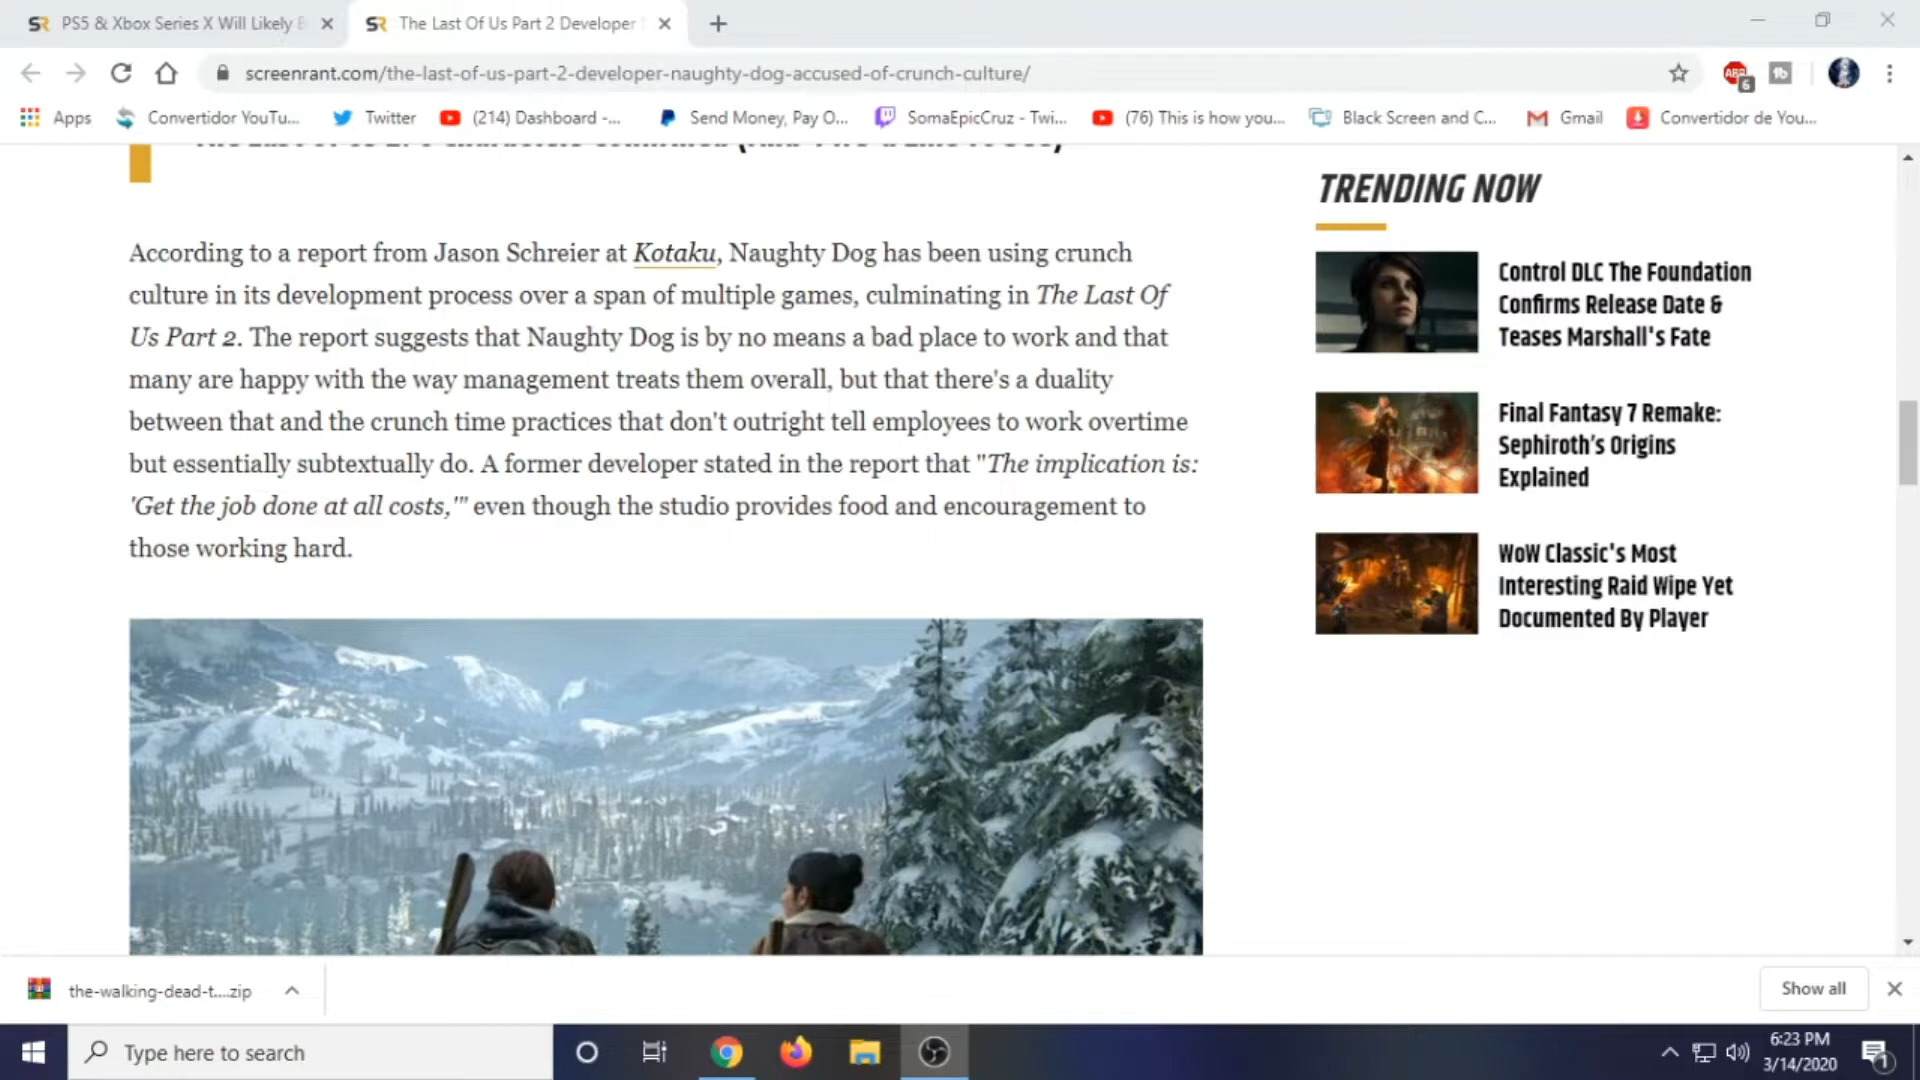 PS5 & Xbox Series X Will Likely
The Last Of Us Part 2 Developer
screenrant.com/the-last-of-us-part-2-developer-naughty-dog-accused-of-crunch-culture/
ABP
6
Apps
Convertidor YouTu...
Twitter
(214) Dashboard -...
Send Money, Pay O...
SomaEpicCruz - Twi...
(76) This is how you...
Black Screen and C...
Gmail
Convertidor de You...
According to a report from Jason Schreier at Kotaku, Naughty Dog has been using crunch
culture in its development process over a span of multiple games, culminating in The Last Of
Us Part 2. The report suggests that Naughty Dog is by no means a bad place to work and that
many are happy with the way management treats them overall, but that there's a duality
between that and the crunch time practices that don't outright tell employees to work overtime
but essentially subtextually do. A former developer stated in the report that "The implication is:
'Get the job done at all costs,'" even though the studio provides food and encouragement to
those working hard.
TRENDING NOW
Control DLC The Foundation
Confirms Release Date &
Teases Marshall's Fate
Final Fantasy 7 Remake:
Sephiroth's Origins
Explained
WoW Classic's Most
Interesting Raid Wipe Yet
Documented By Player
the-walking-dead-t....zip
Show all
Type here to search
6:23 PM
3/14/2020
1